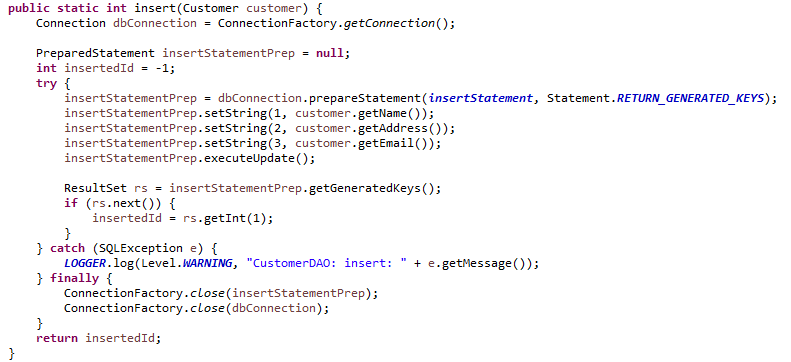 public static int insert(Customer customer) {
    Connection dbConnection = ConnectionFactory.getConnection();

    PreparedStatement insertStatementPrep = null;
    int insertedId = -1;
    try {
        insertStatementPrep = dbConnection.prepareStatement(insertStatement, Statement.RETURN_GENERATED_KEYS);
        insertStatementPrep.setString(1, customer.getName());
        insertStatementPrep.setString(2, customer.getAddress());
        insertStatementPrep.setString(3, customer.getEmail());
        insertStatementPrep.executeUpdate();

        ResultSet rs = insertStatementPrep.getGeneratedKeys();
        if (rs.next()) {
            insertedId = rs.getInt(1);
        }
    } catch (SQLException e) {
        LOGGER.log(Level.WARNING, "CustomerDAO: insert: " + e.getMessage());
    } finally {
        ConnectionFactory.close(insertStatementPrep);
        ConnectionFactory.close(dbConnection);
    }
    return insertedId;
}